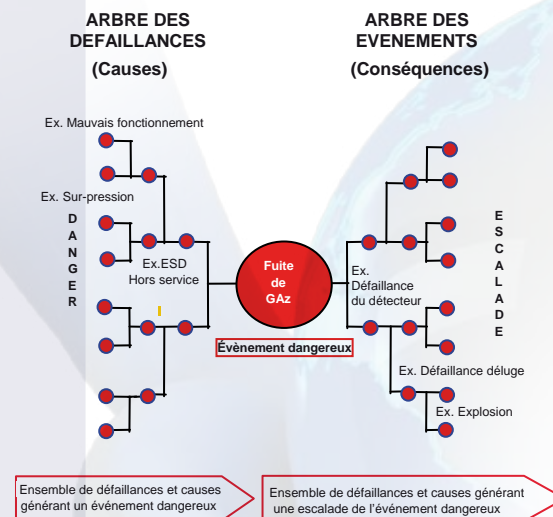 ARBRE DES
DEFAILLANCES
(Causes)
ARBRE DES
EVENEMENTS
(Conséquences)
Ex. Mauvais fonctionnement
Ex. Sur-pression
DANGER
Ex.ESD
Hors service
Fuite
de
GAz
Évènement dangereux
Ex.
Défaillance
du détecteur
ESCALADE
Ex. Défaillance déluge
Ex. Explosion
Ensemble de défaillances et causes
générant un événement dangereux
Ensemble de défaillances et causes générant
une escalade de l'événement dangereux